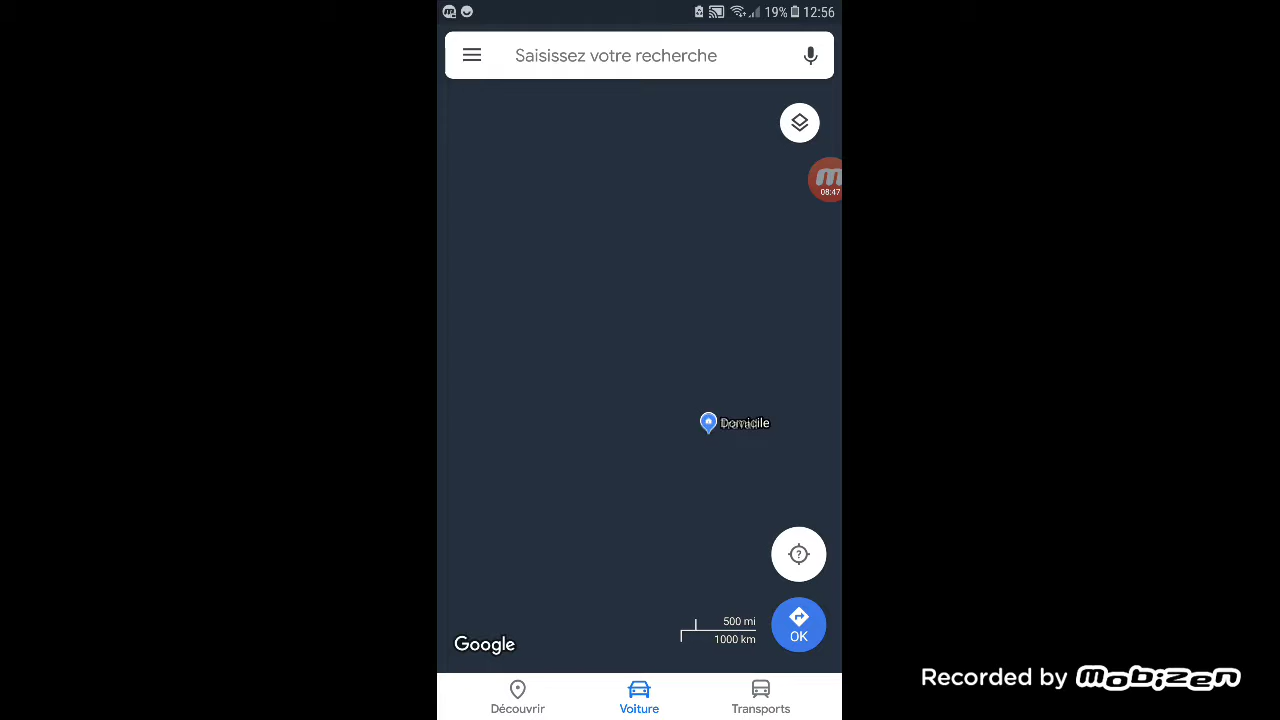 19% 12:56
Saisissez votre recherche
m
08:47
Domicile
500 mi
1000 km
OK
Google
Découvrir
Voiture
Transports
Recorded by mobizen